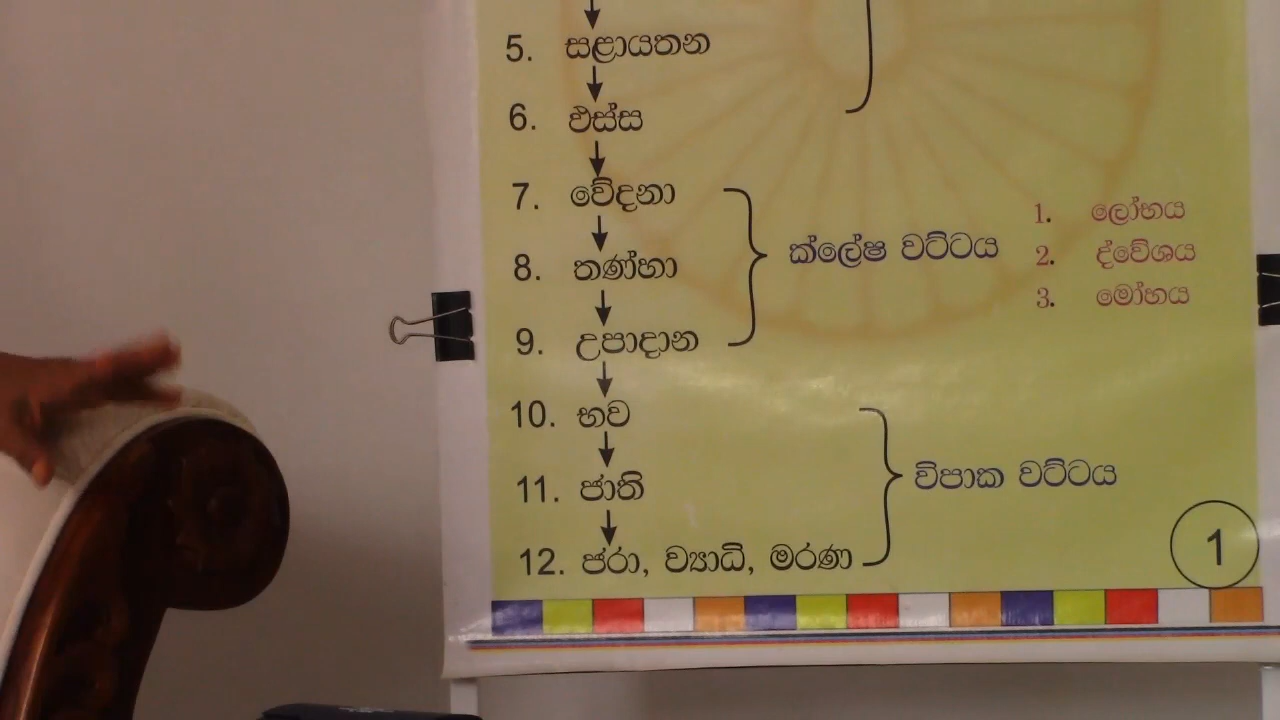 5. සළායතන
6. ඵස්ස
7. වේදනා
8. තණ්හා
9. උපාදාන
ක්ලේෂ වට්ටය
1. ලෝභය
2. ද්වේශය
3. මෝහය
10. භව
11. ජාති
12. ජරා, ව්‍යාධි, මරණ
විපාක වට්ටය
1